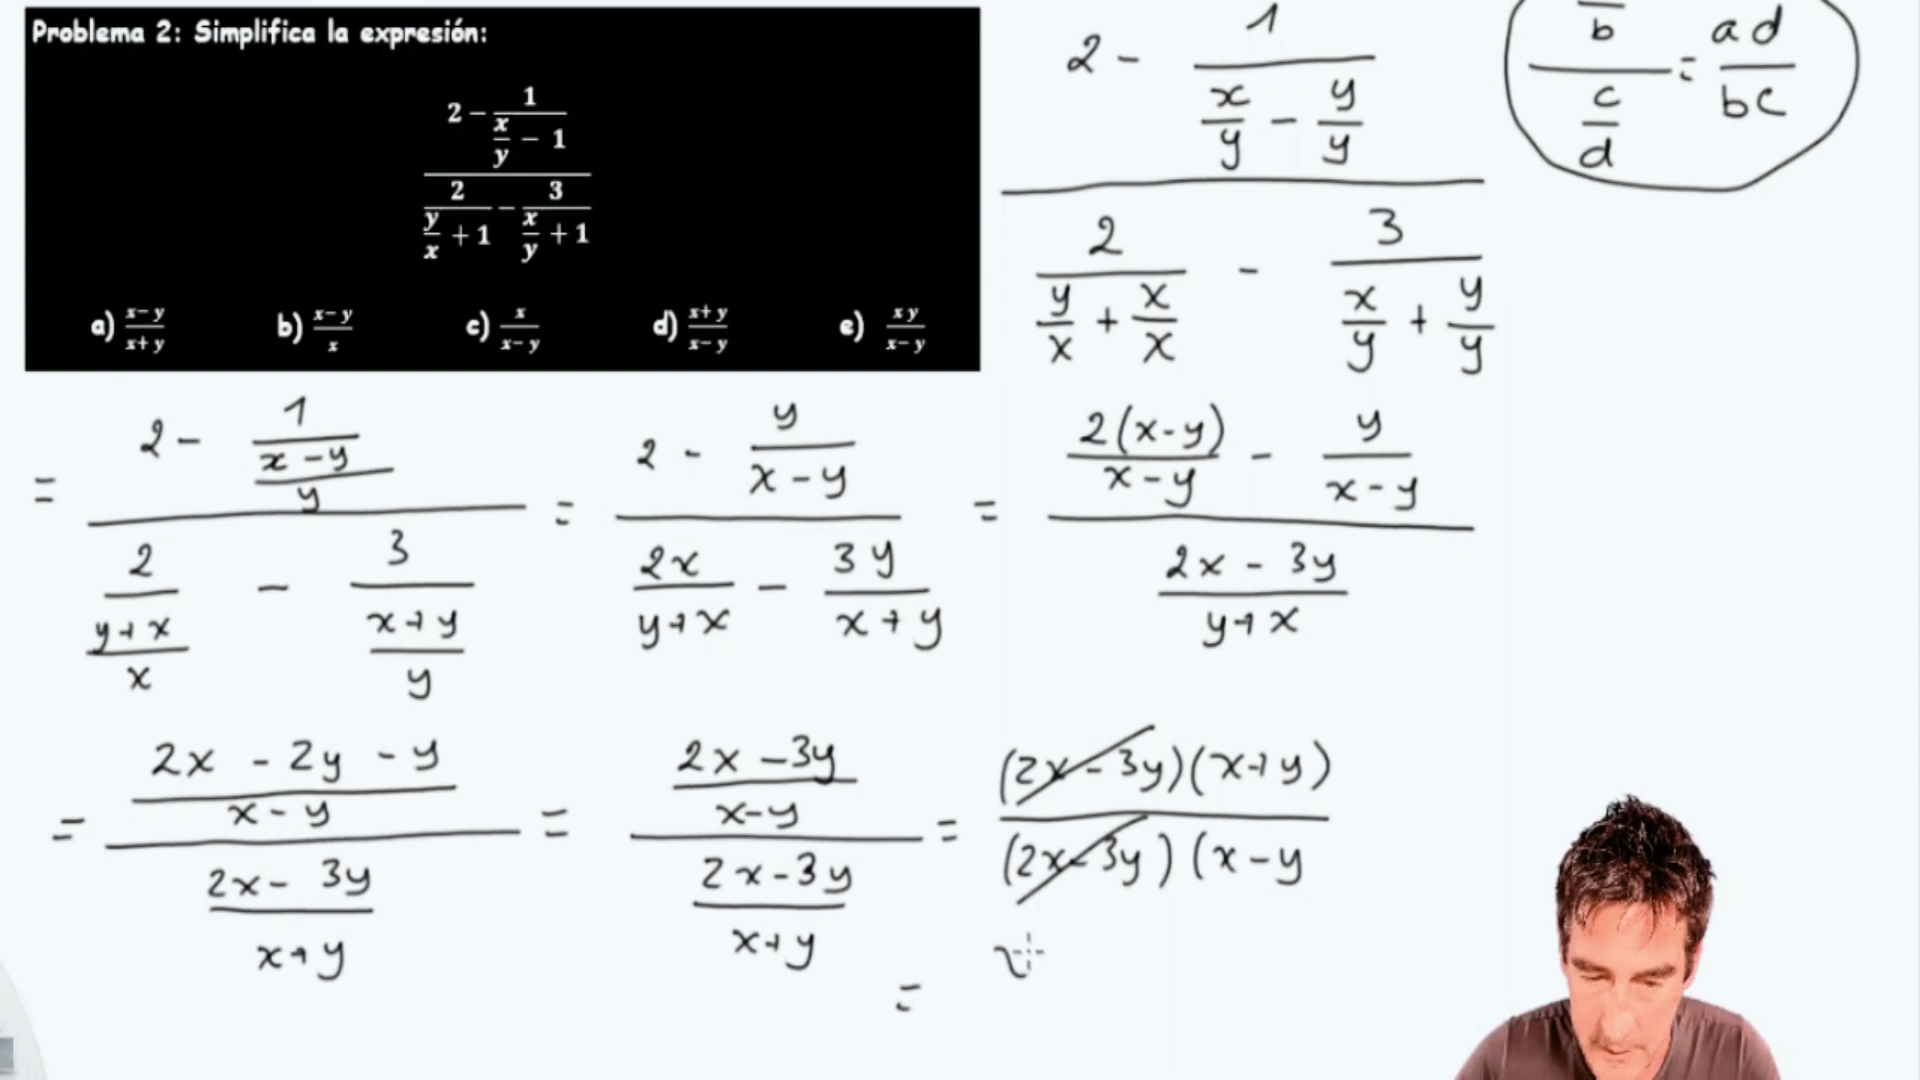 Problema 2: Simplifica la expresión:
2 - 1 / (x/y - 1)
2 / (y/x + 1) - 3 / (x/y + 1)
a) x-y / x+y b) x-y / x c) x / x-y d) x+y / x-y e) xy / x-y
2 - 1 / (x/y - y/y)
2 / (y/x + x/x) - 3 / (x/y + y/y)
b / (c/d) = ad / bc
= 2 - 1 / ((x-y)/y) = 2 - y / (x-y) = 2(x-y) / (x-y) - y / (x-y)
2 / ((y+x)/x) - 3 / ((x+y)/y) 2x / (y+x) - 3y / (x+y) 2x - 3y / y+x
= 2x - 2y - y / x-y = 2x - 3y / x-y = (2x-3y)(x+y)
2x - 3y / x+y 2x-3y / x+y (2x-3y)(x-y
=